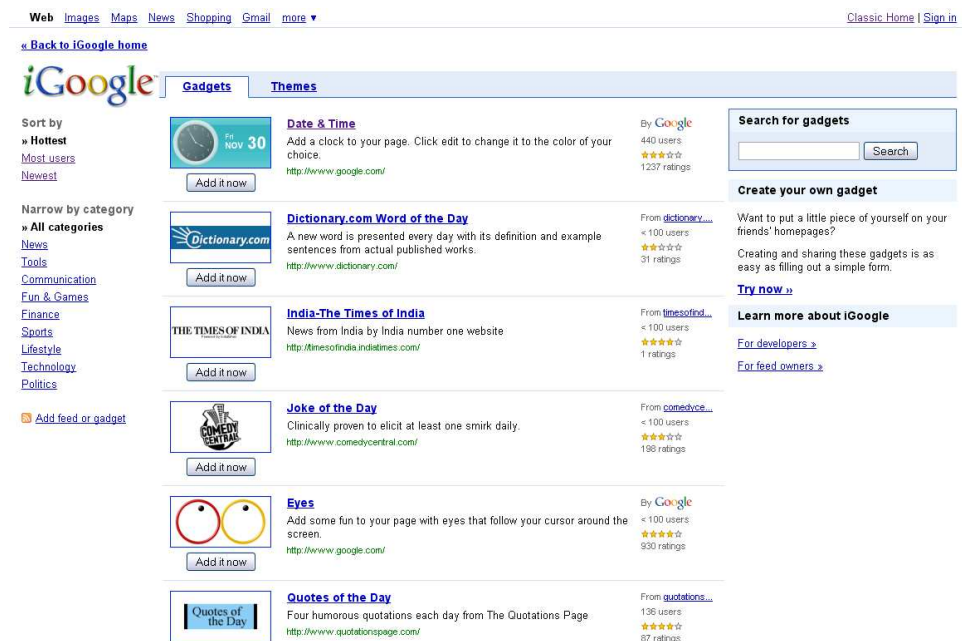 Web Images Maps News Shopping Gmail more ▼
Classic Home | Sign in
« Back to iGoogle home
iGoogle™
Gadgets Themes
Sort by
» Hottest
Most users
Newest
Narrow by category
» All categories
News
Tools
Communication
Fun & Games
Finance
Sports
Lifestyle
Technology
Politics
Add feed or gadget
Fri
NOV 30
Add it now
Date & Time
Add a clock to your page. Click edit to change it to the color of your
choice.
http://www.google.com/
By Google
440 users
1237 ratings
Dictionary.com
Add it now
Dictionary.com Word of the Day
A new word is presented every day with its definition and example
sentences from actual published works.
http://www.dictionary.com/
From dictionary....
< 100 users
31 ratings
THE TIMES OF INDIA
Add it now
India-The Times of India
News from India by India number one website
http://timesofindia.indiatimes.com/
From timesofind...
< 100 users
1 ratings
COMEDY
CENTRAL
Add it now
Joke of the Day
Clinically proven to elicit at least one smirk daily.
http://www.comedycentral.com/
From comedyce...
< 100 users
198 ratings
Add it now
Eyes
Add some fun to your page with eyes that follow your cursor around the
screen.
http://www.google.com/
By Google
< 100 users
930 ratings
Quotes of
the Day
Quotes of the Day
Four humorous quotations each day from The Quotations Page
http://www.quotationspage.com/
From quotations...
136 users
87 ratings
Search for gadgets
Search
Create your own gadget
Want to put a little piece of yourself on your
friends' homepages?
Creating and sharing these gadgets is as
easy as filling out a simple form.
Try now »
Learn more about iGoogle
For developers »
For feed owners »